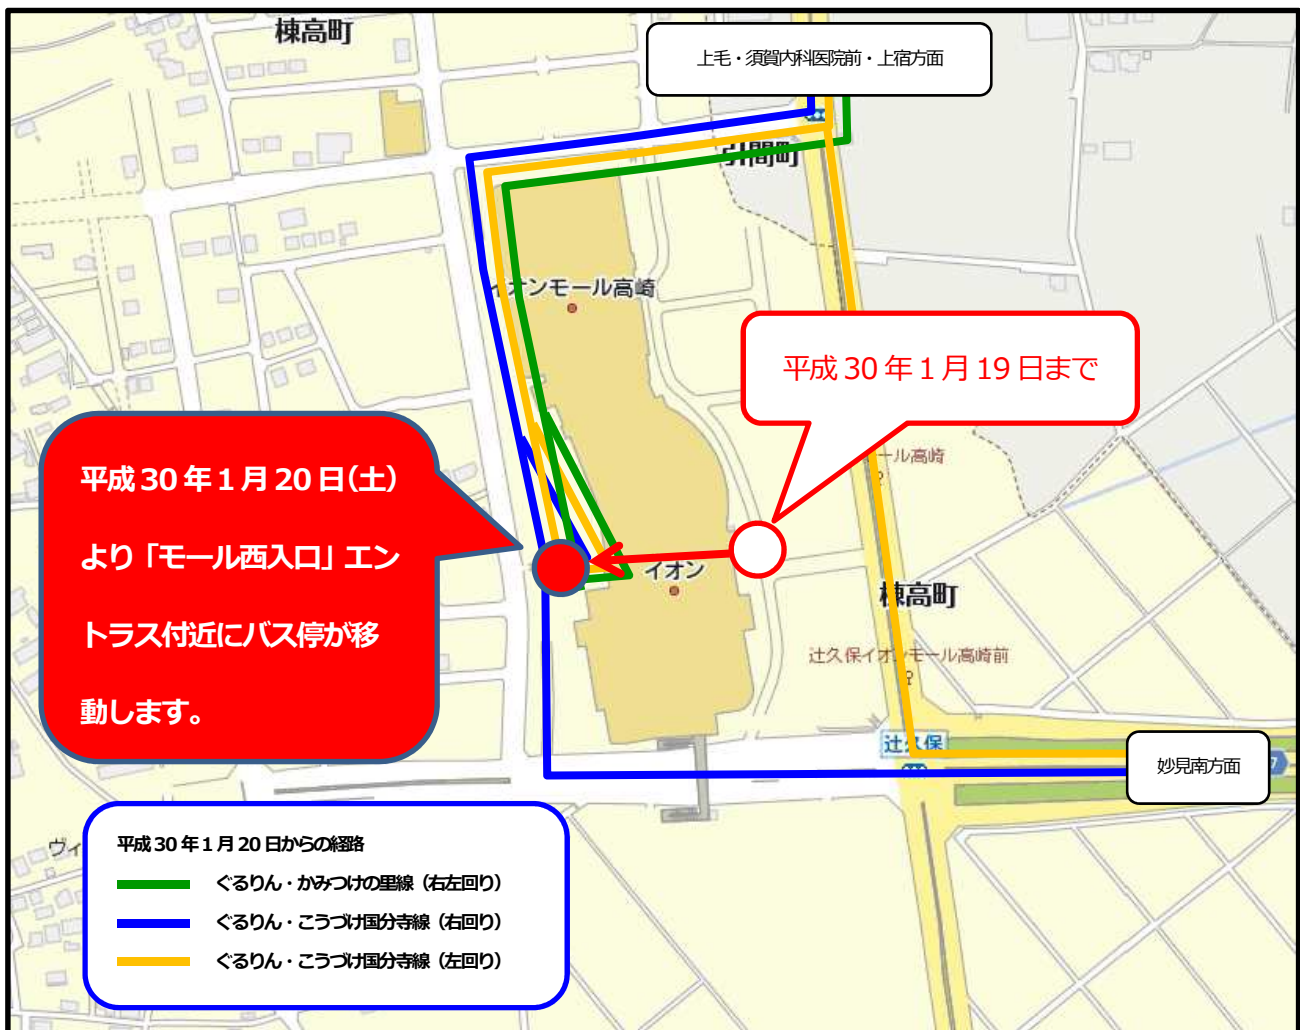 棟高町
上毛・須賀内科医院前・上宿方面
引間町
イオンモール高崎
平成30年1月19日まで
ール高崎
平成30年1月20日(土)
より「モール西入口」エン
トラス付近にバス停が移
動します。
イオン
棟高町
辻久保イオンモール高崎前
辻久保
妙見南方面
7
ヴィ
平成30年1月20日からの経路
ぐるりん・かみつけの里線（右左回り）
ぐるりん・こうづけ国分寺線（右回り）
ぐるりん・こうづけ国分寺線（左回り）